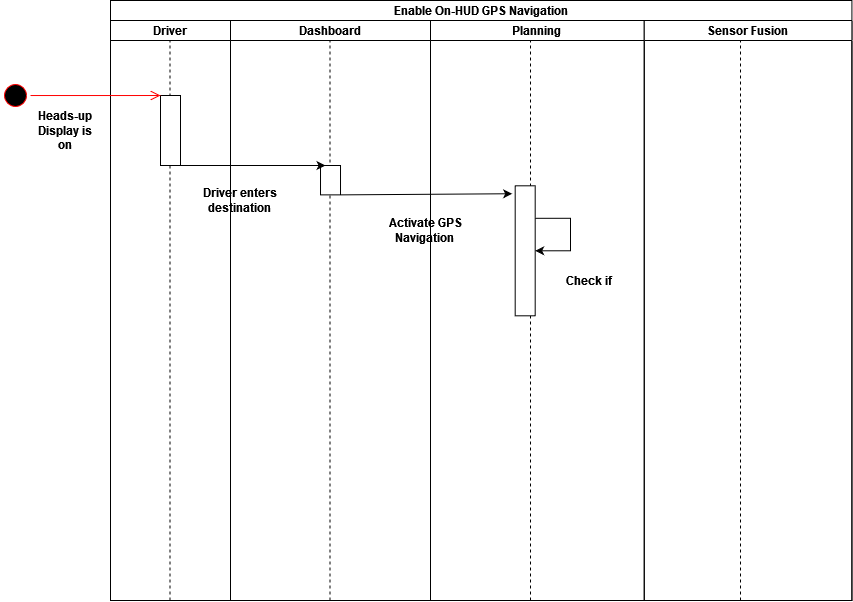 Enable On-HUD GPS Navigation
Driver
Dashboard
Planning
Sensor Fusion
Heads-up
Display is
on
Driver enters
destination
Activate GPS
Navigation
Check if